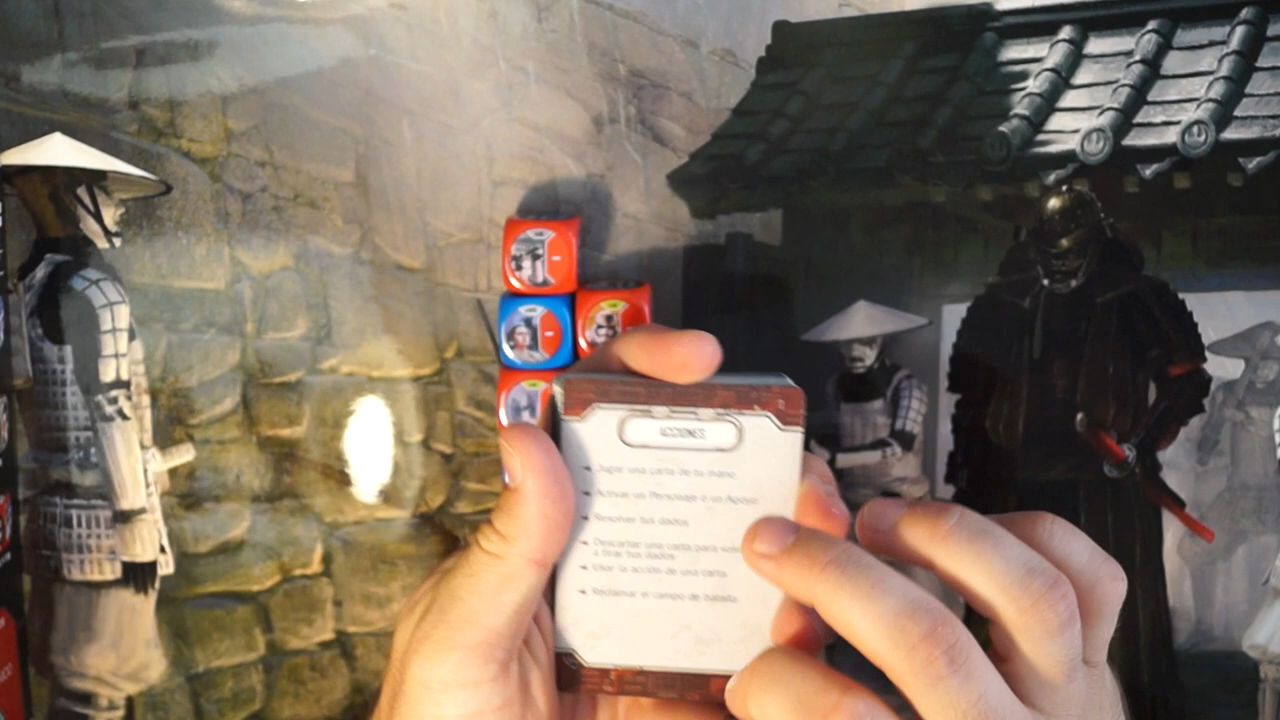 ACCIONES
Jugar una carta de tu mano
Activar un Personaje o un Apoyo
Resolver tus dados
Descartar una carta para volver
a tirar tus dados
Usar la acción de una carta
Reclamar el campo de batalla